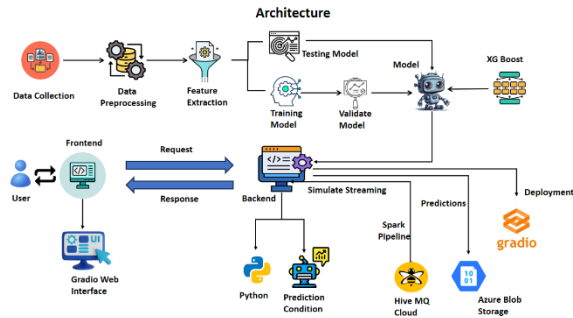 Architecture
Testing Model
Model
XG Boost
Data Collection
Data
Preprocessing
Feature
Extraction
Training
Model
Validate
Model
Frontend
Request
User
Response
Backend
Simulate Streaming
Deployment
Predictions
Spark
Pipeline
gradio
UI
Gradio Web
Interface
Python
Prediction
Condition
Hive MQ
Cloud
10
01
Azure Blob
Storage